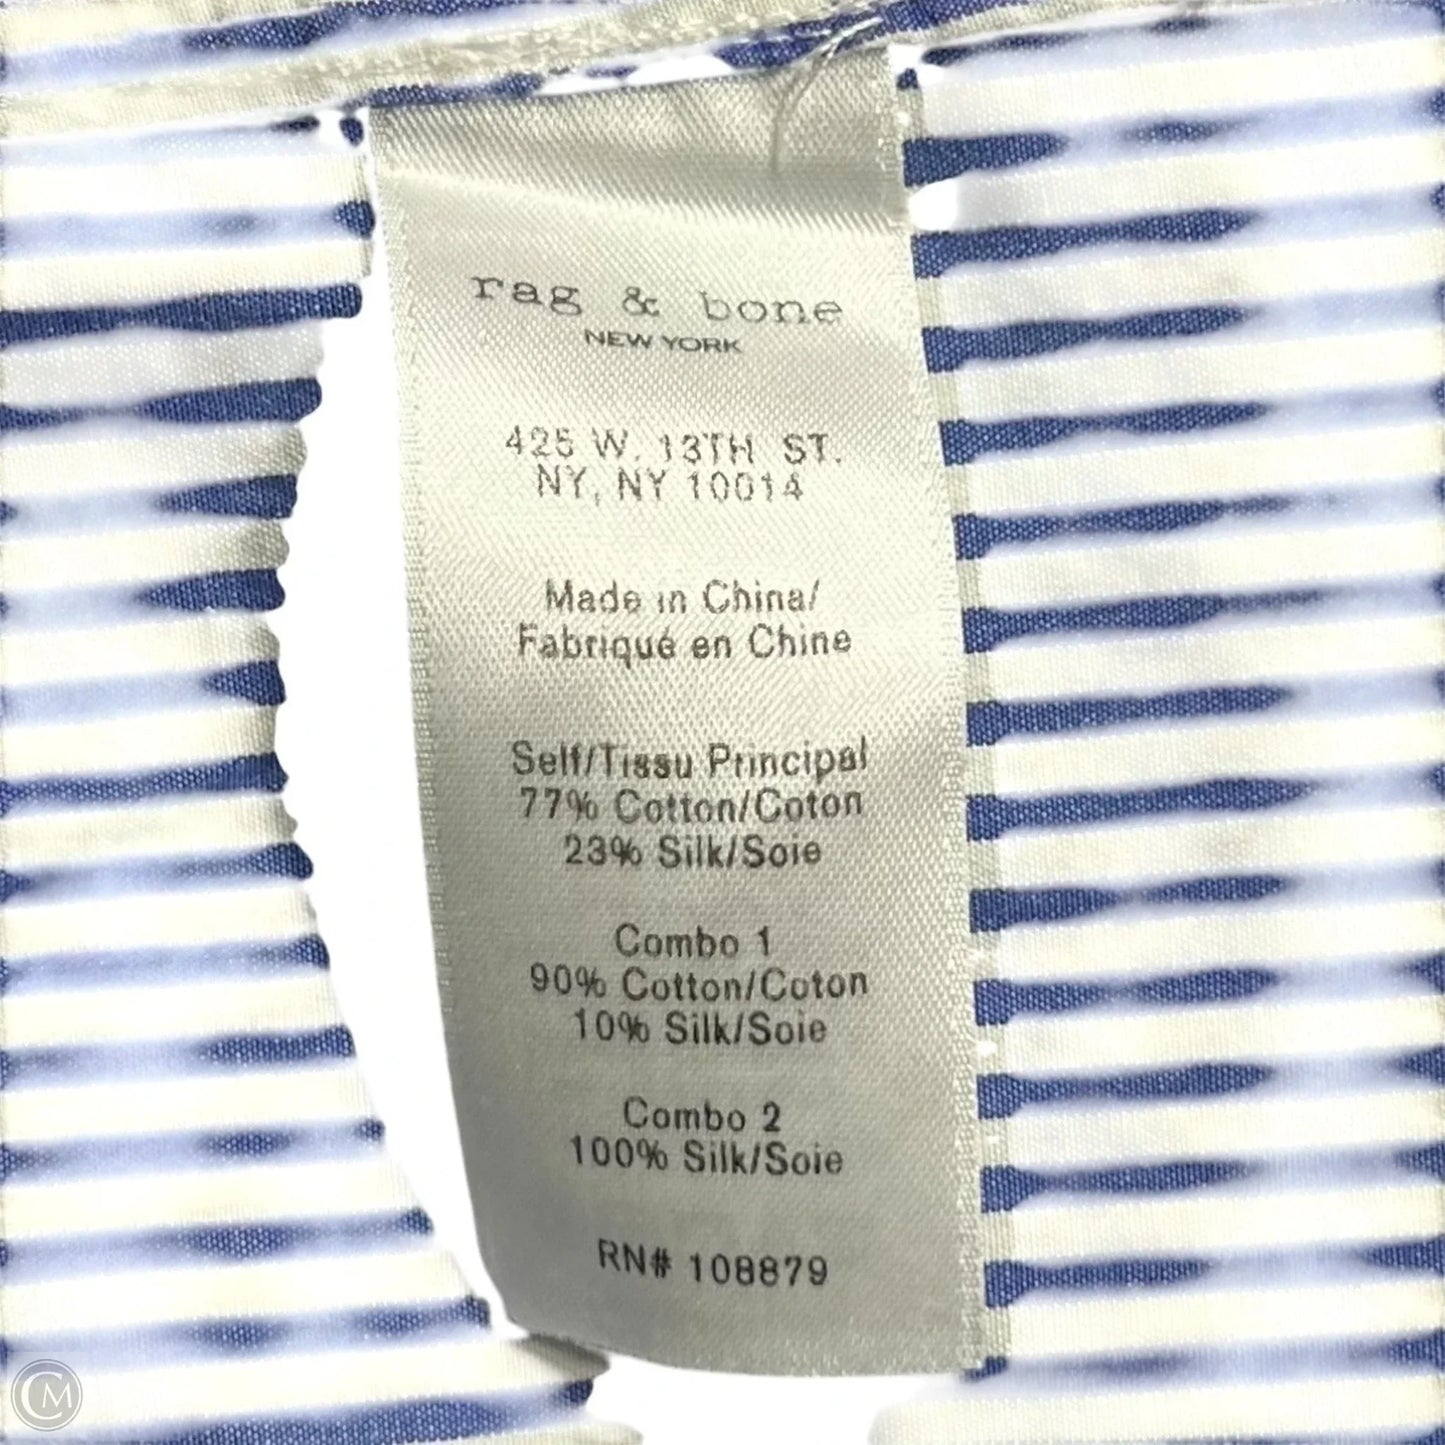 rag & bone
NEW YORK
425 W. 13TH ST.
NY, NY 10014
Made in China/
Fabriqué en Chine
Self/Tissu Principal
77% Cotton/Coton
23% Silk/Soie
Combo 1
90% Cotton/Coton
10% Silk/Soie
Combo 2
100% Silk/Soie
RN# 108879
CM